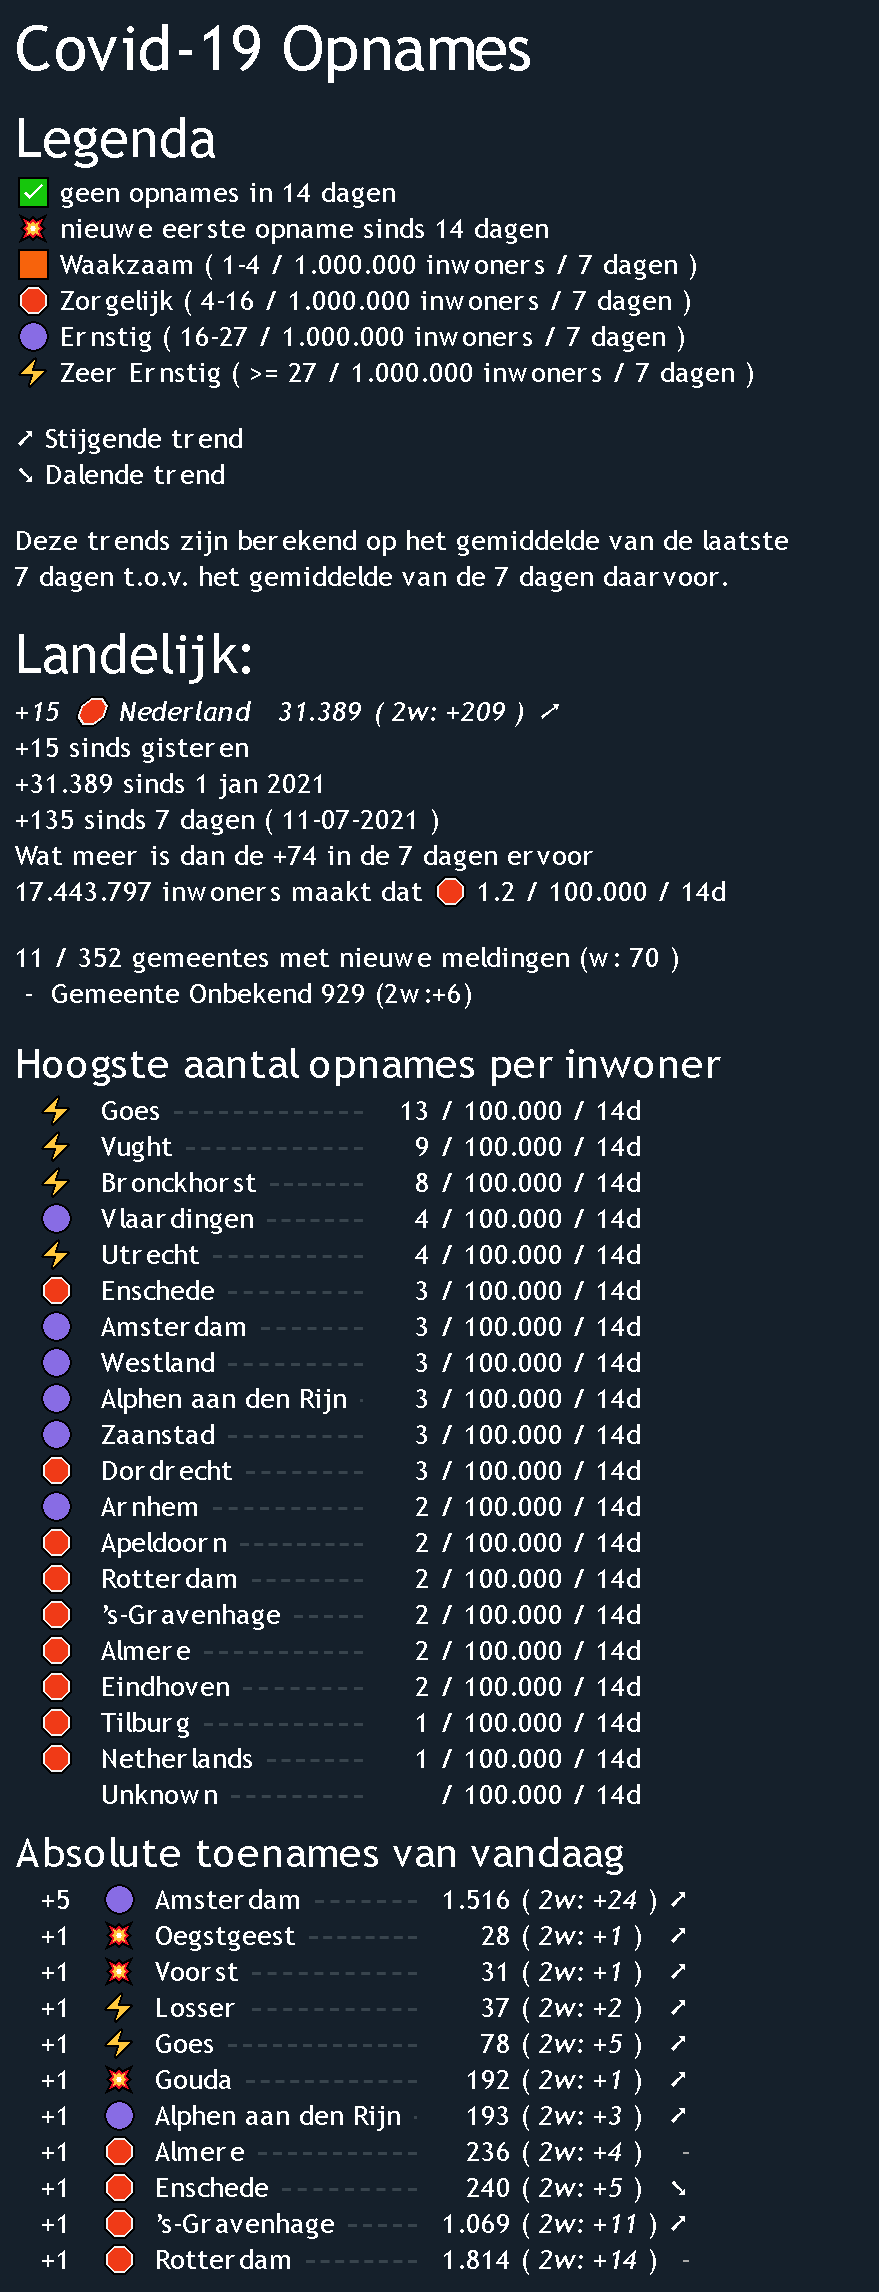 Covid-19 Opnames
Legenda
✅ geen opnames in 14 dagen
💥 nieuwe eerste opname sinds 14 dagen
🟧 Waakzaam ( 1-4 / 1.000.000 inwoners / 7 dagen )
🛑 Zorgelijk ( 4-16 / 1.000.000 inwoners / 7 dagen )
🟣 Ernstig ( 16-27 / 1.000.000 inwoners / 7 dagen )
⚡ Zeer Ernstig ( >= 27 / 1.000.000 inwoners / 7 dagen )
➚ Stijgende trend
➘ Dalende trend
Deze trends zijn berekend op het gemiddelde van de laatste
7 dagen t.o.v. het gemiddelde van de 7 dagen daarvoor.
Landelijk:
+15 🛑 Nederland 31.389 ( 2w: +209 ) ➚
+15 sinds gisteren
+31.389 sinds 1 jan 2021
+135 sinds 7 dagen ( 11-07-2021 )
Wat meer is dan de +74 in de 7 dagen ervoor
17.443.797 inwoners maakt dat 🛑 1.2 / 100.000 / 14d
11 / 352 gemeentes met nieuwe meldingen (w: 70 )
- Gemeente Onbekend 929 (2w:+6)
Hoogste aantal opnames per inwoner
⚡ Goes ------------- 13 / 100.000 / 14d
⚡ Vught ------------ 9 / 100.000 / 14d
⚡ Bronckhorst ------- 8 / 100.000 / 14d
🟣 Vlaardingen ------- 4 / 100.000 / 14d
⚡ Utrecht ---------- 4 / 100.000 / 14d
🛑 Enschede --------- 3 / 100.000 / 14d
🟣 Amsterdam ------- 3 / 100.000 / 14d
🟣 Westland --------- 3 / 100.000 / 14d
🟣 Alphen aan den Rijn - 3 / 100.000 / 14d
🟣 Zaanstad --------- 3 / 100.000 / 14d
🛑 Dordrecht -------- 3 / 100.000 / 14d
🟣 Arnhem ---------- 2 / 100.000 / 14d
🛑 Apeldoorn --------- 2 / 100.000 / 14d
🛑 Rotterdam -------- 2 / 100.000 / 14d
🛑 's-Gravenhage ----- 2 / 100.000 / 14d
🛑 Almere ----------- 2 / 100.000 / 14d
🛑 Eindhoven -------- 2 / 100.000 / 14d
🛑 Tilburg ----------- 1 / 100.000 / 14d
🛑 Netherlands ------- 1 / 100.000 / 14d
Unknown --------- / 100.000 / 14d
Absolute toenames van vandaag
+5 🟣 Amsterdam ------- 1.516 ( 2w: +24 ) ➚
+1 💥 Oegstgeest -------- 28 ( 2w: +1 ) ➚
+1 💥 Voorst ----------- 31 ( 2w: +1 ) ➚
+1 ⚡ Losser ----------- 37 ( 2w: +2 ) ➚
+1 ⚡ Goes ------------- 78 ( 2w: +5 ) ➚
+1 💥 Gouda ------------ 192 ( 2w: +1 ) ➚
+1 🟣 Alphen aan den Rijn - 193 ( 2w: +3 ) ➚
+1 🛑 Almere ----------- 236 ( 2w: +4 ) -
+1 🛑 Enschede --------- 240 ( 2w: +5 ) ➘
+1 🛑 's-Gravenhage ----- 1.069 ( 2w: +11 ) ➚
+1 🛑 Rotterdam -------- 1.814 ( 2w: +14 ) -